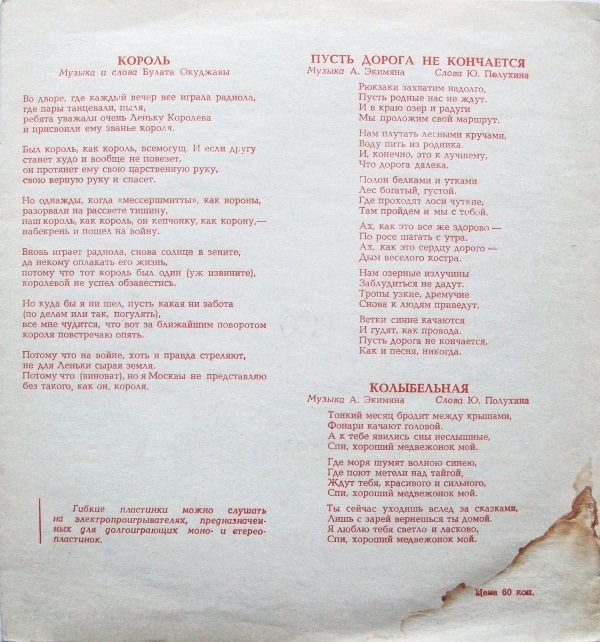 КОРОЛЬ
Музыка и слова Булата Окуджавы
Во дворе, где каждый вечер все играла радиола,
где пары танцевали, пыля,
ребята уважали очень Леньку Королева
и присвоили ему званье короля.
Был король, как король, всемогущ. И если другу
станет худо и вообще не повезет,
он протянет ему свою царственную руку,
свою верную руку и спасет.
Но однажды, когда «мессершмитты», как вороны,
разорвали на рассвете тишину,
наш король, как король, он кепчонку, как корону,—
набекрень и пошел на войну.
Вновь играет радиола, снова солнце в зените,
да некому оплакать его жизнь,
потому что тот король был один (уж извините),
королевой не успел обзавестись.
Но куда бы я ни шел, пусть какая ни забота
(по делам или так, погулять),
все мне чудится, что вот за ближайшим поворотом
короля повстречаю опять.
Потому что на войне, хоть и правда стреляют,
не для Леньки сырая земля.
Потому что (виноват), но я Москвы не представляю
без такого, как он, короля.
Гибкие пластинки можно слушать
на электропроигрывателях, предназначен-
ных для долгоиграющих моно- и стерео-
пластинок.
ПУСТЬ ДОРОГА НЕ КОНЧАЕТСЯ
Музыка А. Экимяна Слова Ю. Полухина
Рюкзаки захватим надолго,
Пусть родные нас не ждут.
И в краю озер и радуги
Мы проложим свой маршрут.
Нам плутать лесными кручами,
Воду пить из родника.
И, конечно, это к лучшему,
Что дорога далека.
Полон белками и утками
Лес богатый, густой.
Где проходят лоси чуткие,
Там пройдем и мы с тобой.
Ах, как это все же здорово —
По росе шагать с утра.
Ах, как это сердцу дорого —
Дым веселого костра.
Нам озерные излучины
Заблудиться не дадут.
Тропы узкие, дремучие
Снова к людям приведут.
Ветки синие качаются
И гудят, как провода.
Пусть дорога не кончается,
Как и песня, никогда.
КОЛЫБЕЛЬНАЯ
Музыка А. Экимяна Слова Ю. Полухина
Тонкий месяц бродит между крышами,
Фонари качают головой.
А к тебе явились сны неслышные,
Спи, хороший медвежонок мой.
Где моря шумят волною синею,
Где поют метели над тайгой,
Ждут тебя, красивого и сильного,
Спи, хороший медвежонок мой.
Ты сейчас уходишь вслед за сказками,
Лишь с зарей вернешься ты домой.
Я люблю тебя светло и ласково,
Спи, хороший медвежонок мой.
Цена 60 коп.